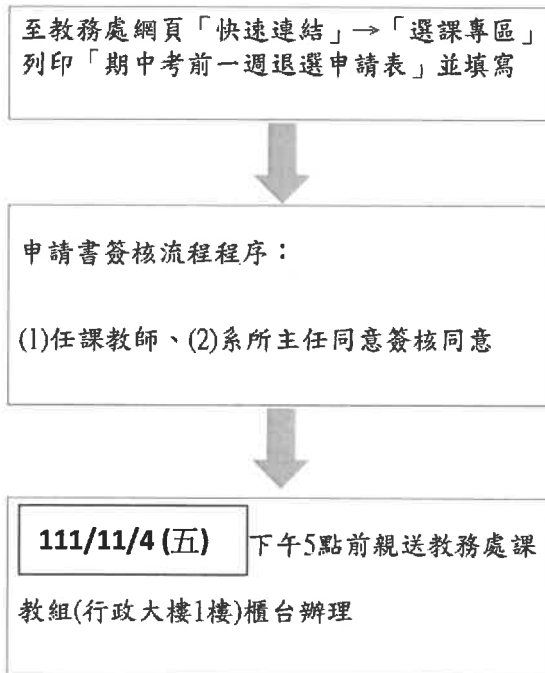 至教務處網頁「快速連結」→「選課專區」
列印「期中考前一週退選申請表」並填寫
申請書簽核流程程序：
(1)任課教師、(2)系所主任同意簽核同意
111/11/4 (五) 下午5點前親送教務處課
教組(行政大樓1樓)櫃台辦理